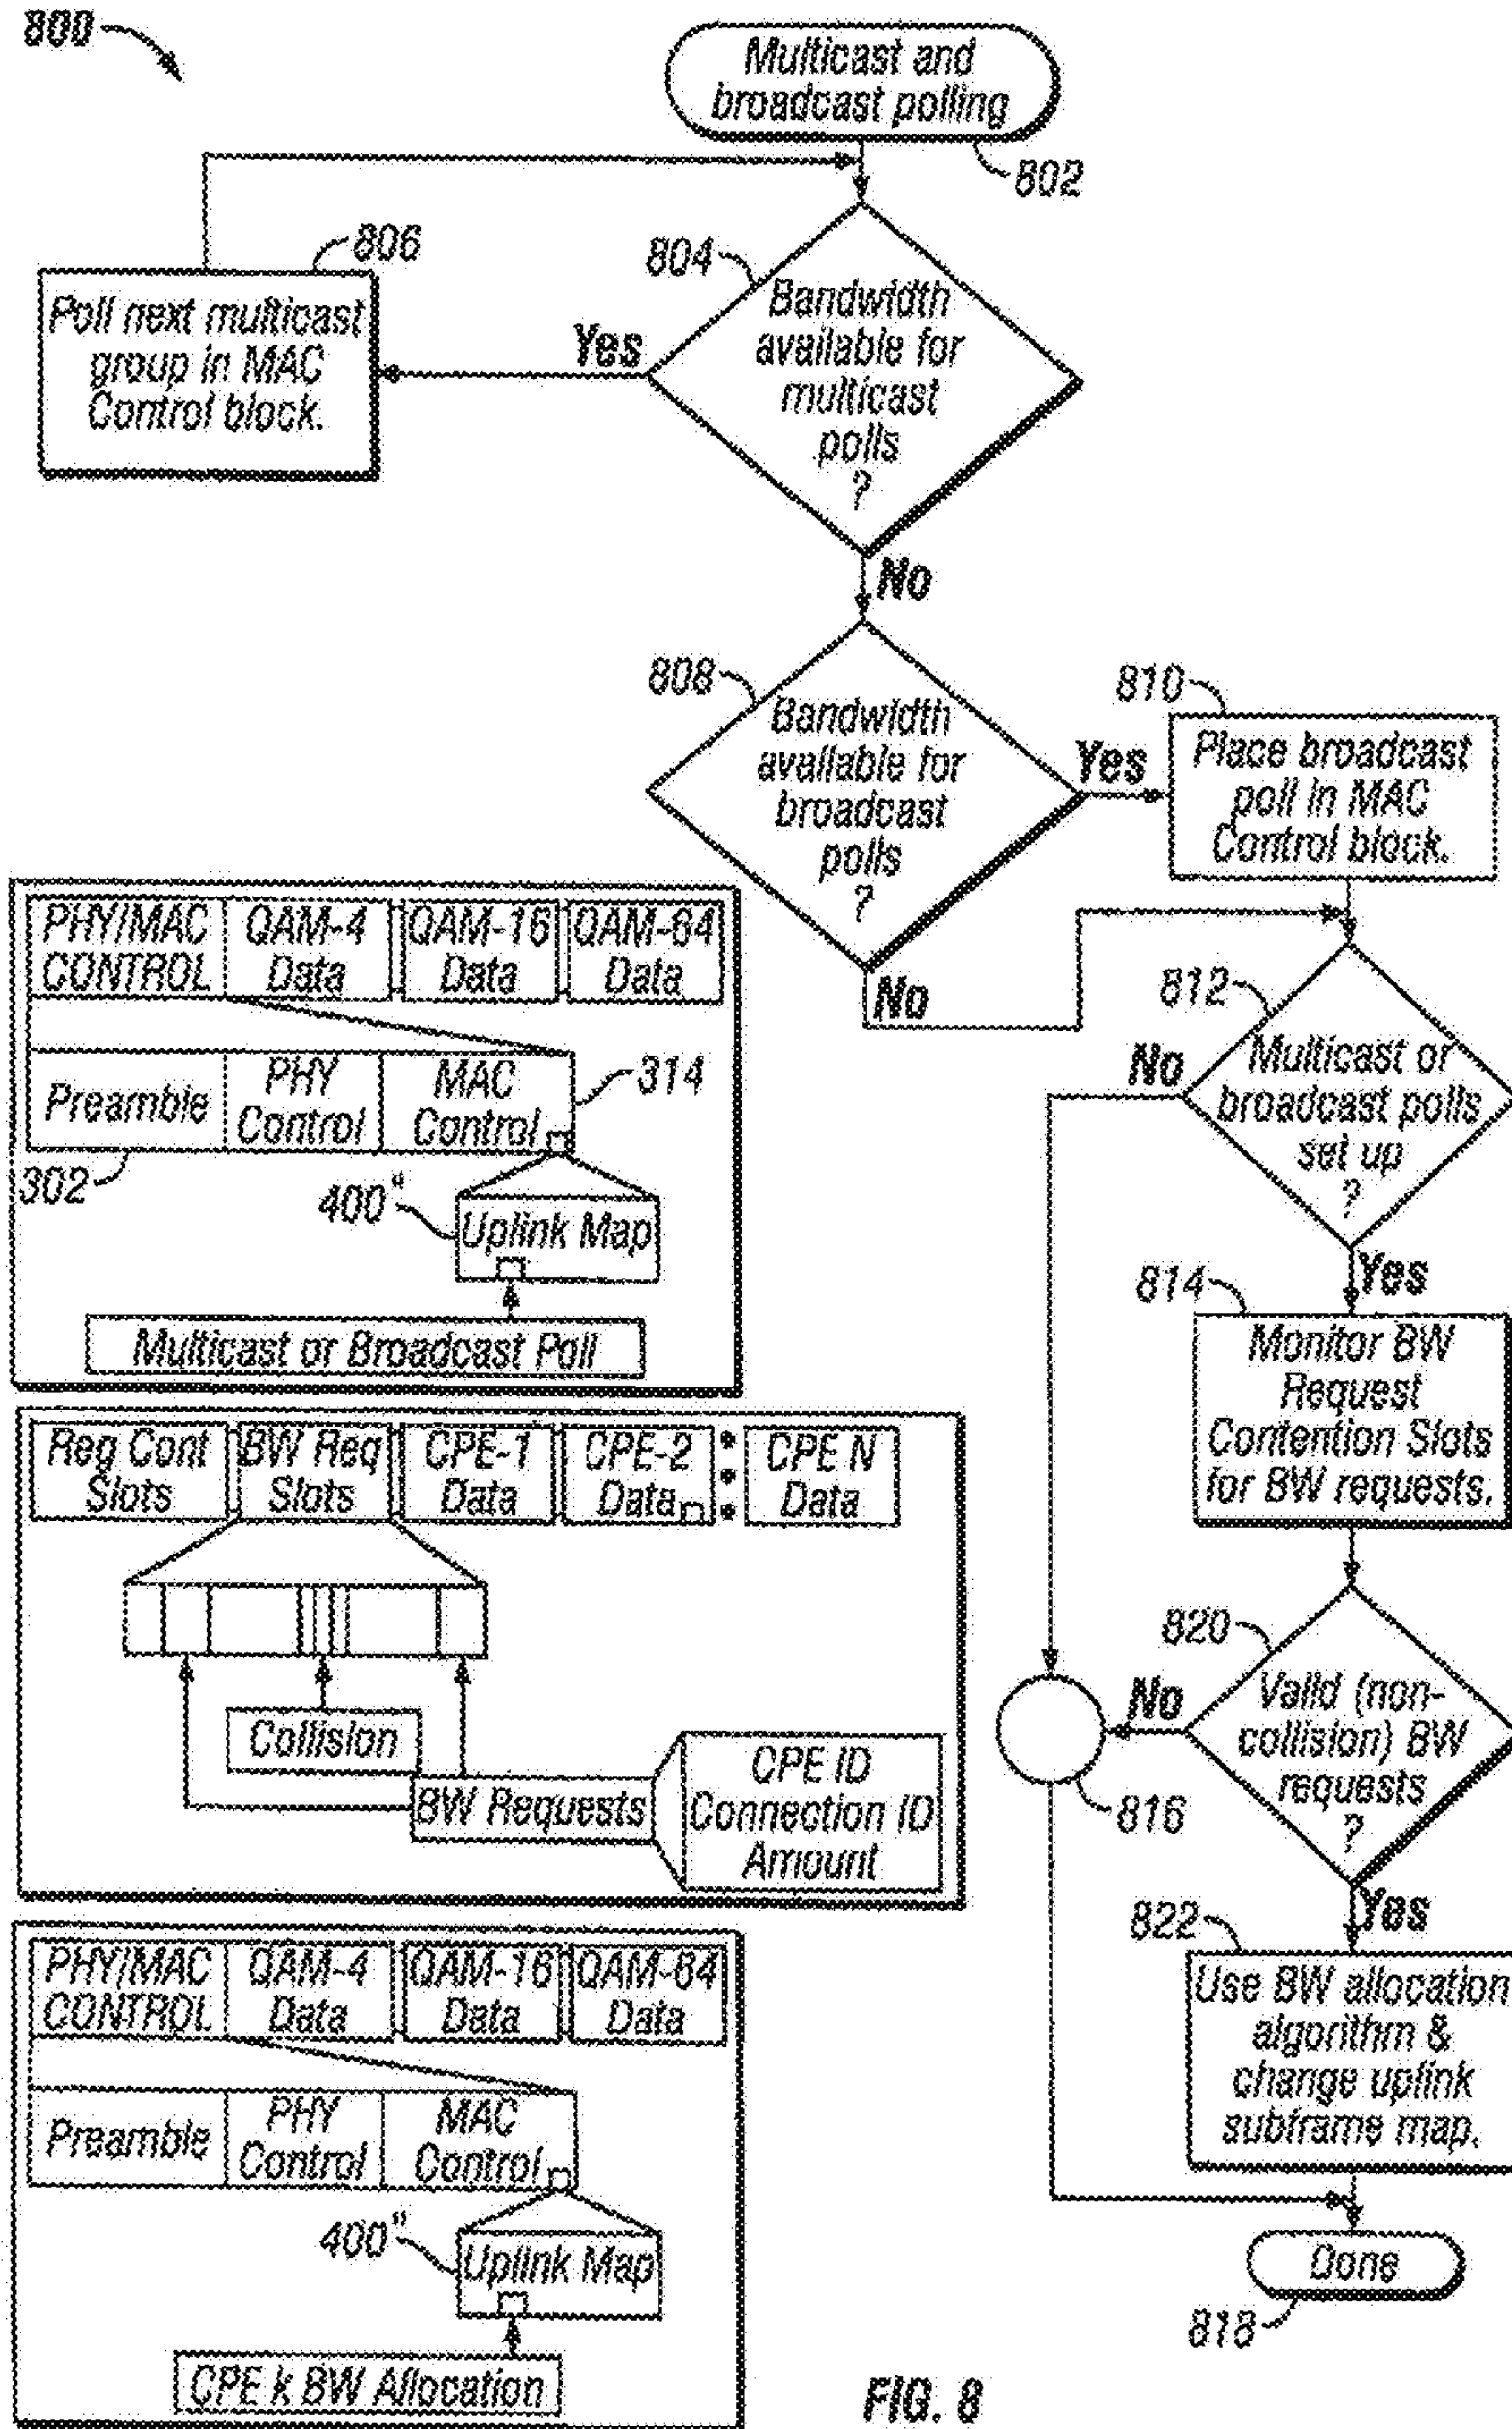 800
Multicast and
broadcast polling
802
806
Poll next multicast
group in MAC
Control block.
804
Bandwidth
available for
multicast
polls
?
Yes
No
808
Bandwidth
available for
broadcast
polls
?
Yes
No
810
Place broadcast
poll in MAC
Control block.
812
Multicast or
broadcast polls
set up
?
No
Yes
814
Monitor BW
Request
Contention Slots
for BW requests.
820
Valid (non-
collision) BW
requests
?
No
Yes
816
822
Use BW allocation
algorithm &
change uplink
subframe map.
Done
818
PHY/MAC
CONTROL
QAM-4
Data
QAM-16
Data
QAM-64
Data
Preamble
PHY
Control
MAC
Control
314
302
400"
Uplink Map
Multicast or Broadcast Poll
Reg Cont
Slots
BW Req
Slots
CPE-1
Data
CPE-2
Data
CPE N
Data
Collision
BW Requests
CPE ID
Connection ID
Amount
PHY/MAC
CONTROL
QAM-4
Data
QAM-16
Data
QAM-64
Data
Preamble
PHY
Control
MAC
Control
400"
Uplink Map
CPE k BW Allocation
FIG. 8